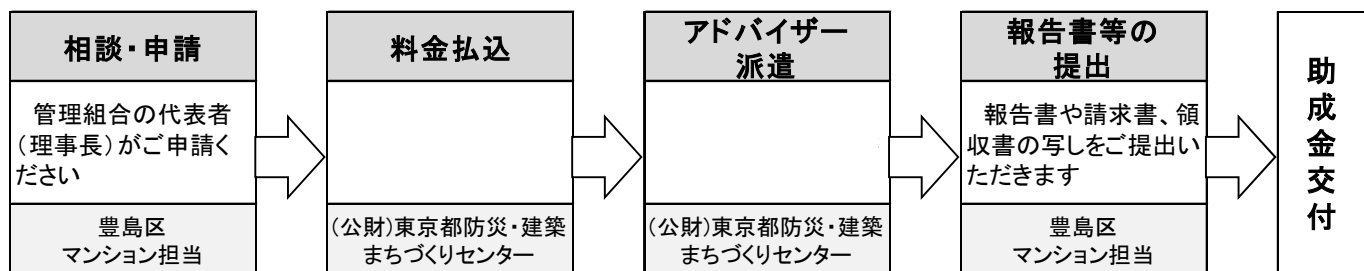 相談・申請
管理組合の代表者
（理事長）がご申請く
ださい
豊島区
マンション担当
料金払込
（公財）東京都防災・建築
まちづくりセンター
アドバイザー
派遣
（公財）東京都防災・建築
まちづくりセンター
報告書等の
提出
報告書や請求書、領
収書の写しをご提出い
ただきます
豊島区
マンション担当
助成金交付